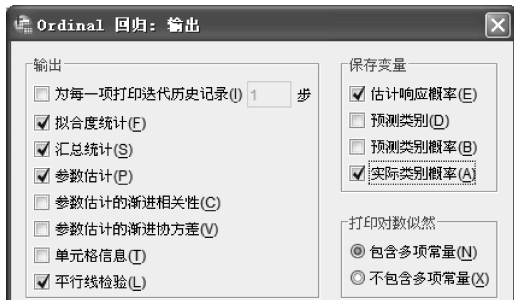 Ordinal 回归: 输出
输出
为每一项打印迭代历史记录(I) 1 步
拟合度统计(F)
汇总统计(S)
参数估计(P)
参数估计的渐进相关性(C)
参数估计的渐进协方差(V)
单元格信息(T)
平行线检验(L)
保存变量
估计响应概率(E)
预测类别(D)
预测类别概率(B)
实际类别概率(A)
打印对数似然
包含多项常量(N)
不包含多项常量(X)